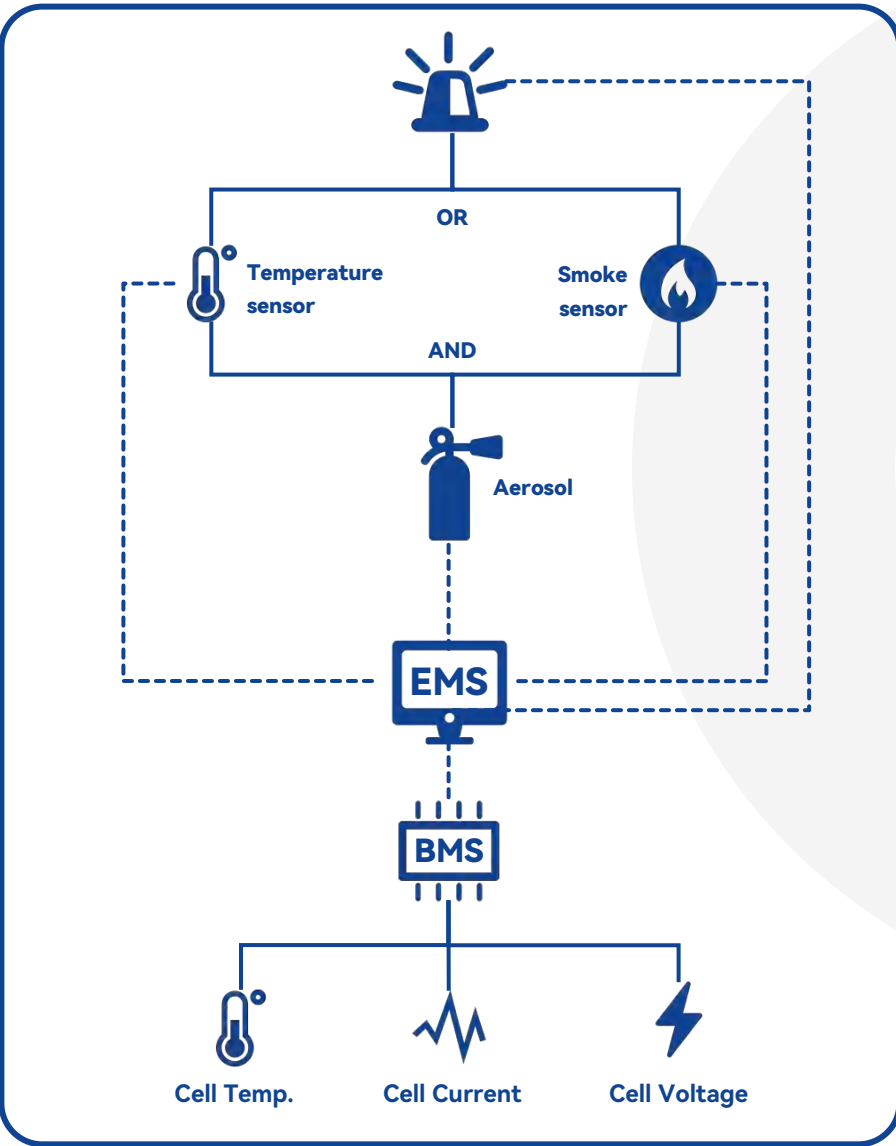 OR
Temperature
sensor
Smoke
sensor
AND
Aerosol
EMS
BMS
Cell Temp.
Cell Current
Cell Voltage